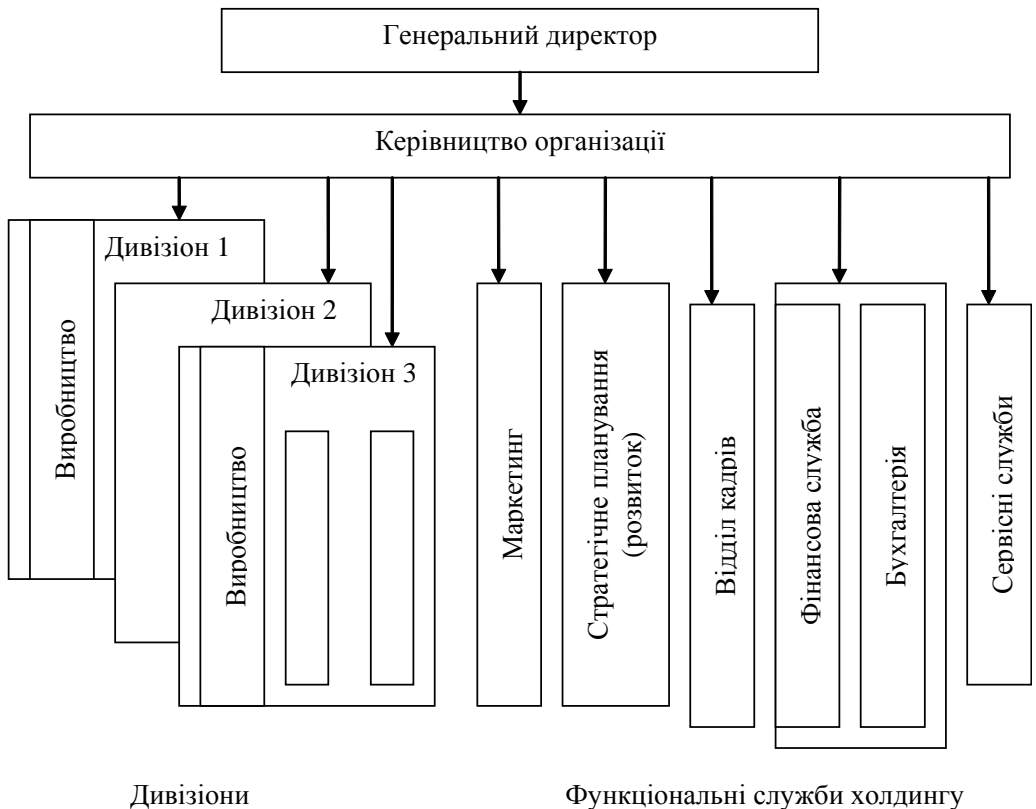 Генеральний директор
Керівництво організації
Дивізіон 1
Виробництво
Дивізіон 2
Дивізіон 3
Виробництво
Маркетинг
Стратегічне планування
(розвиток)
Відділ кадрів
Фінансова служба
Бухгалтерія
Сервісні служби
Дивізіони
Функціональні служби холдингу